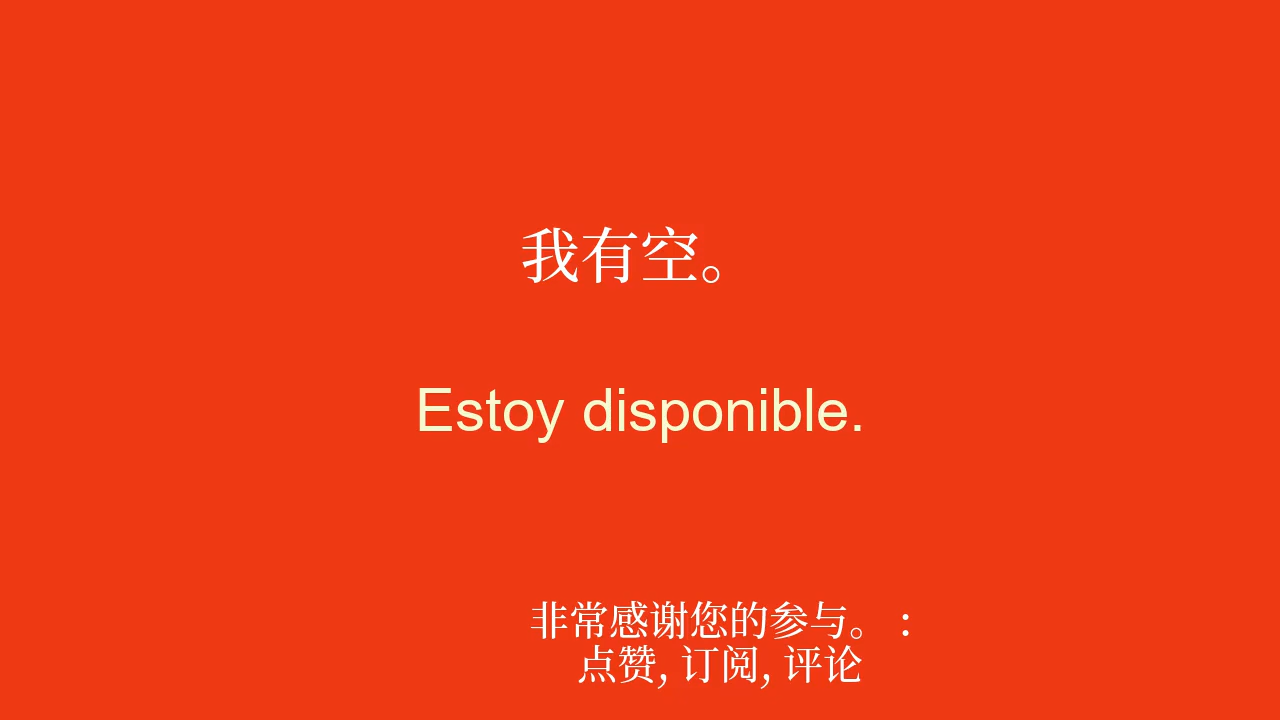 我有空。
Estoy disponible.
非常感谢您的参与。 :
点赞, 订阅, 评论